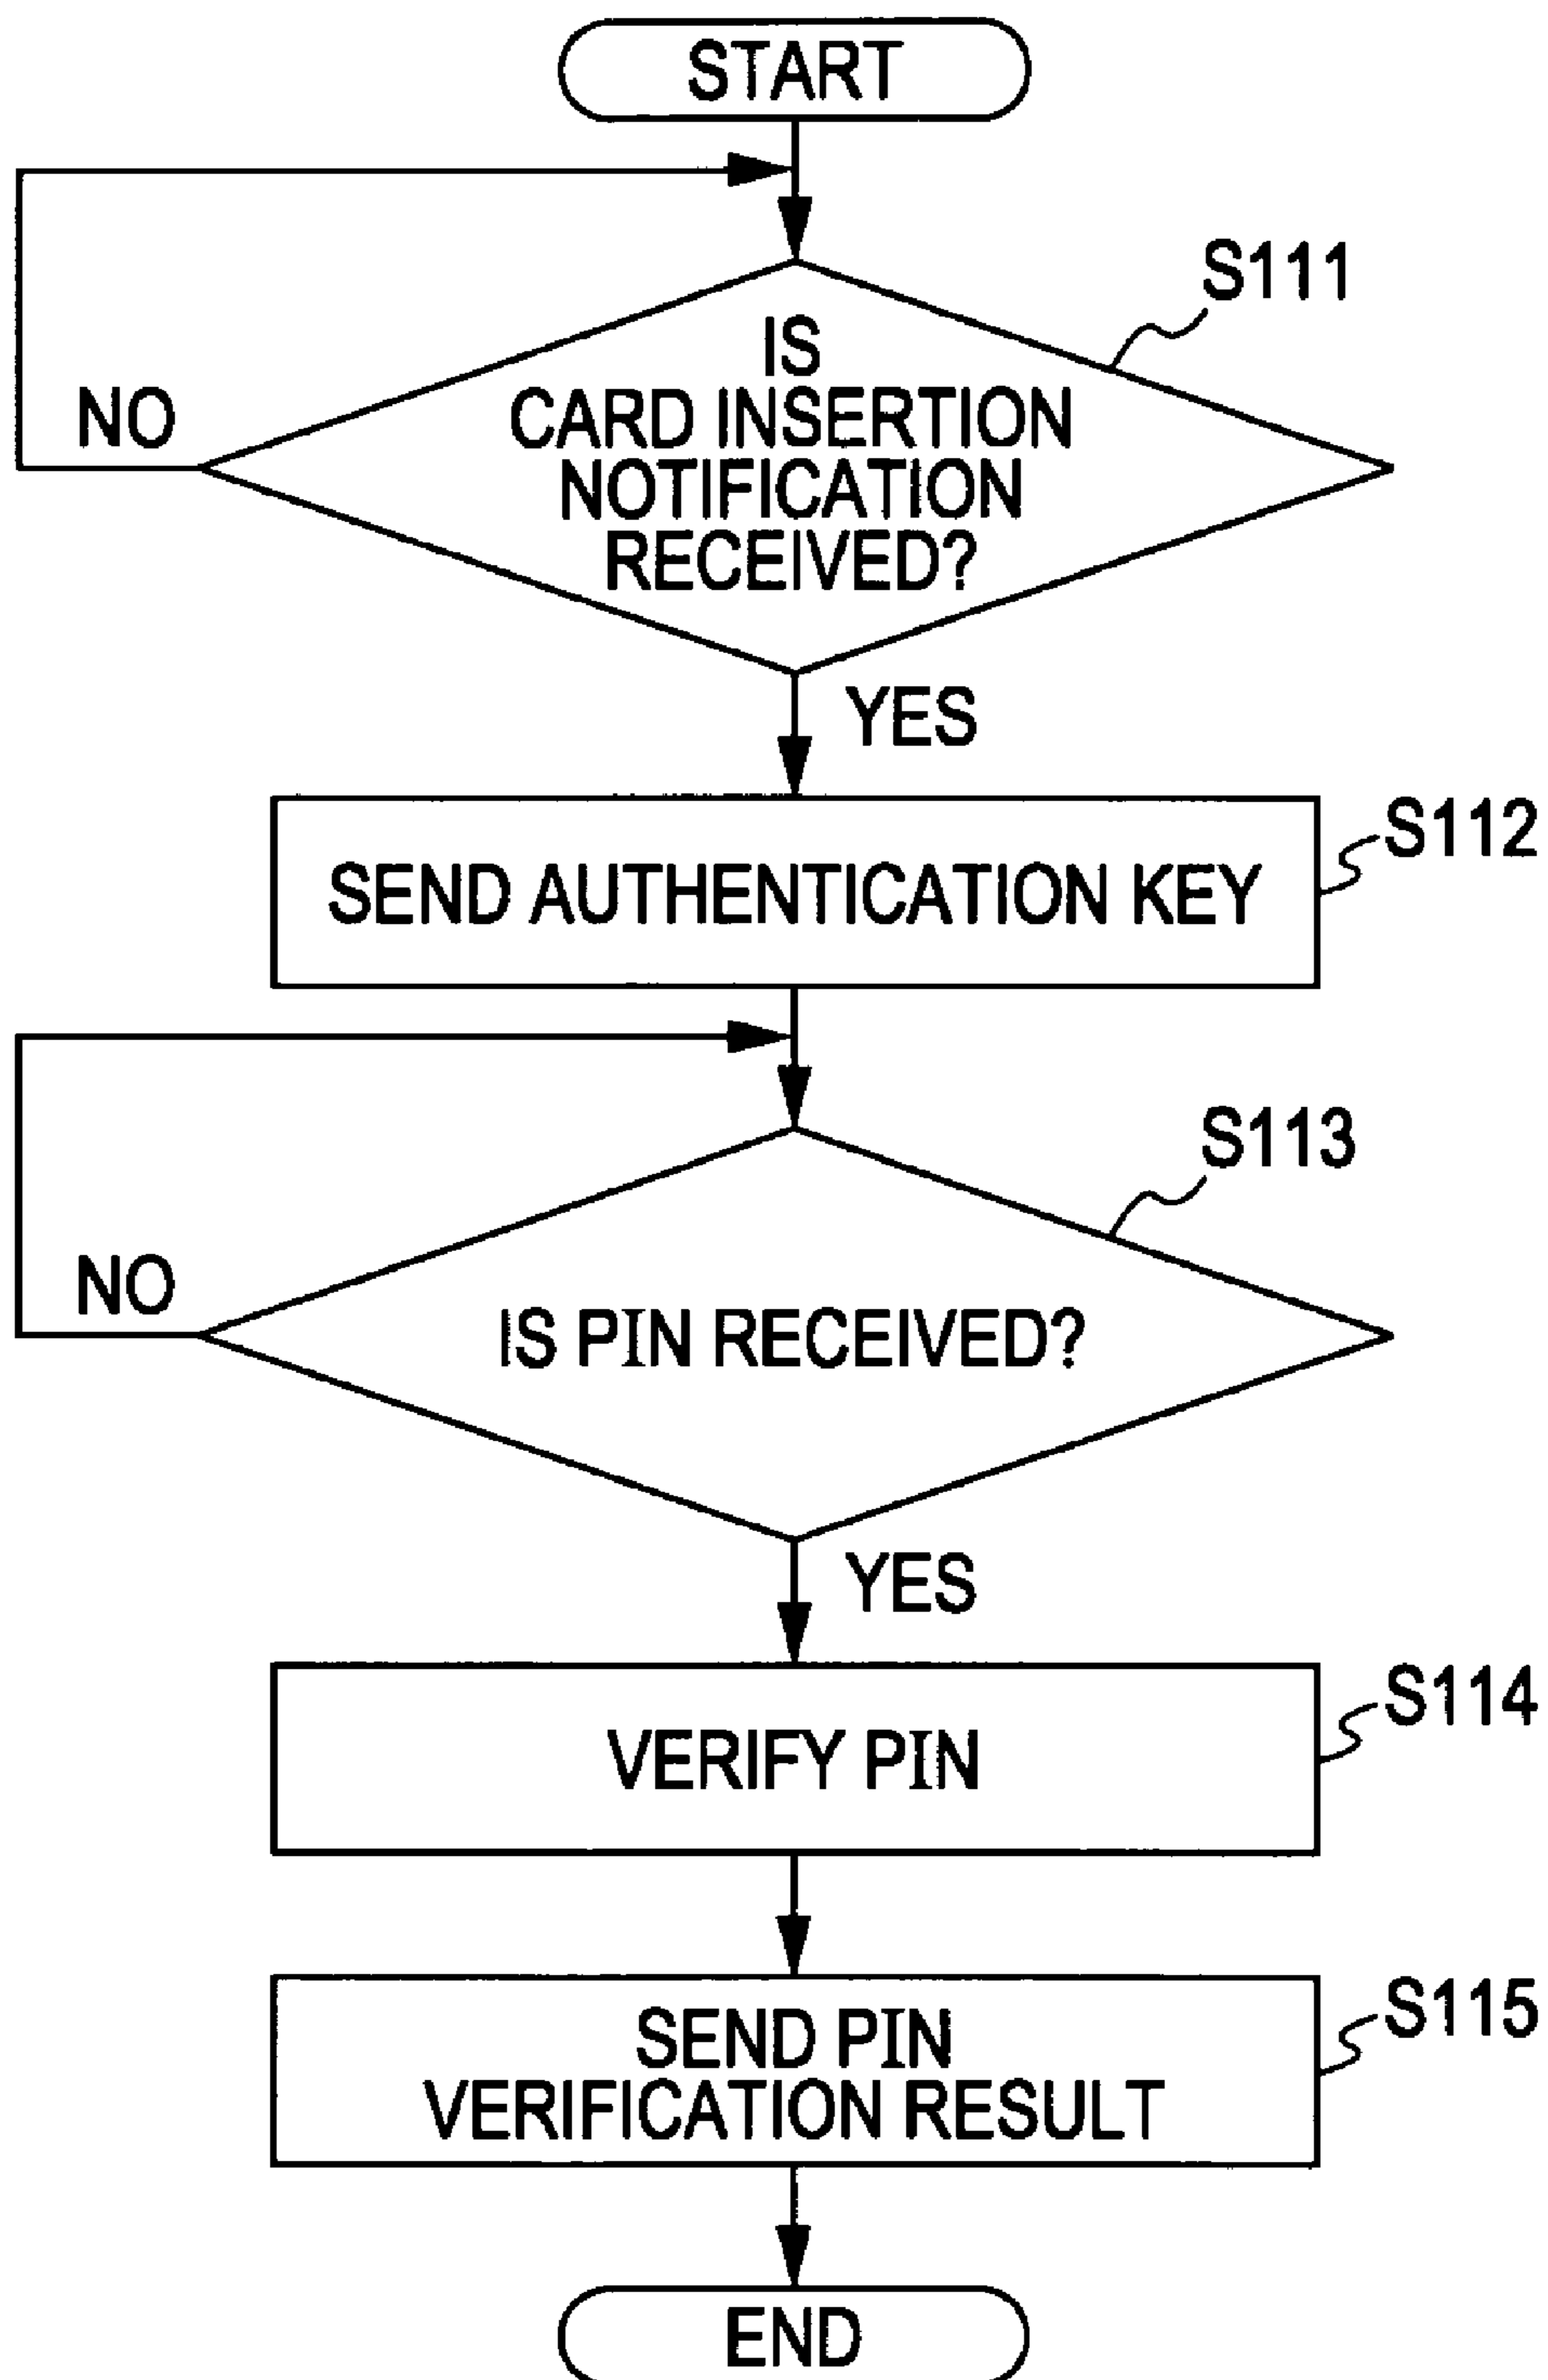 START
S111
IS
CARD INSERTION
NOTIFICATION
RECEIVED?
NO
YES
S112
SEND AUTHENTICATION KEY
S113
NO
IS PIN RECEIVED?
YES
S114
VERIFY PIN
S115
SEND PIN
VERIFICATION RESULT
END